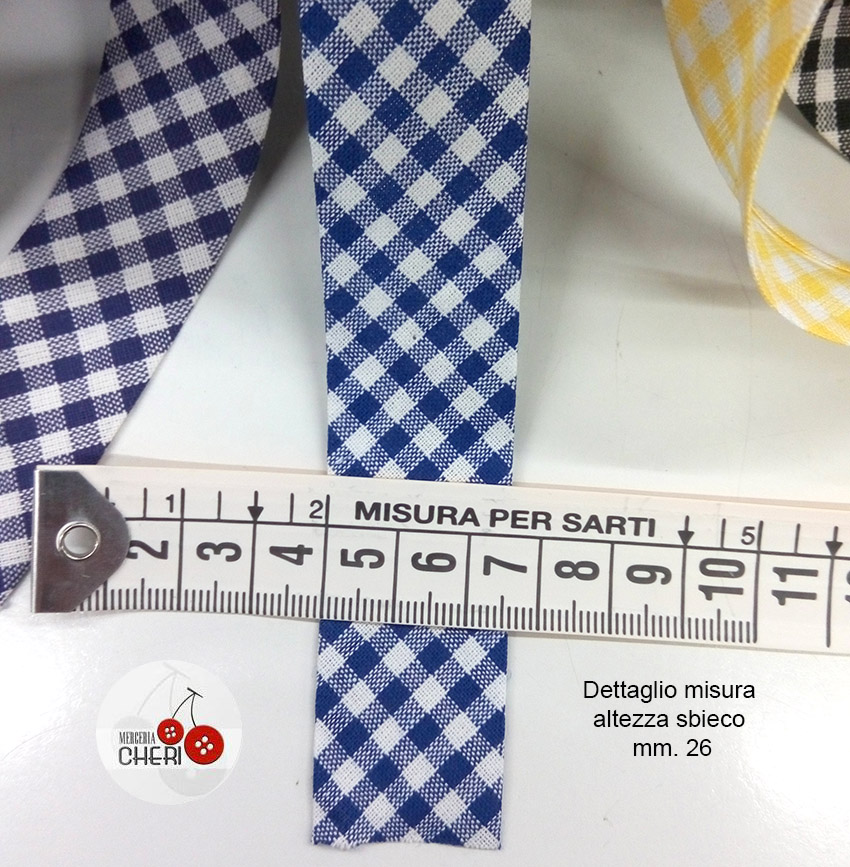 1 2 MISURA PER SARTI 5
2 3 4 5 6 7 8 9 10 11
Dettaglio misura
altezza sbieco
mm. 26
MERCERIA
CHERI